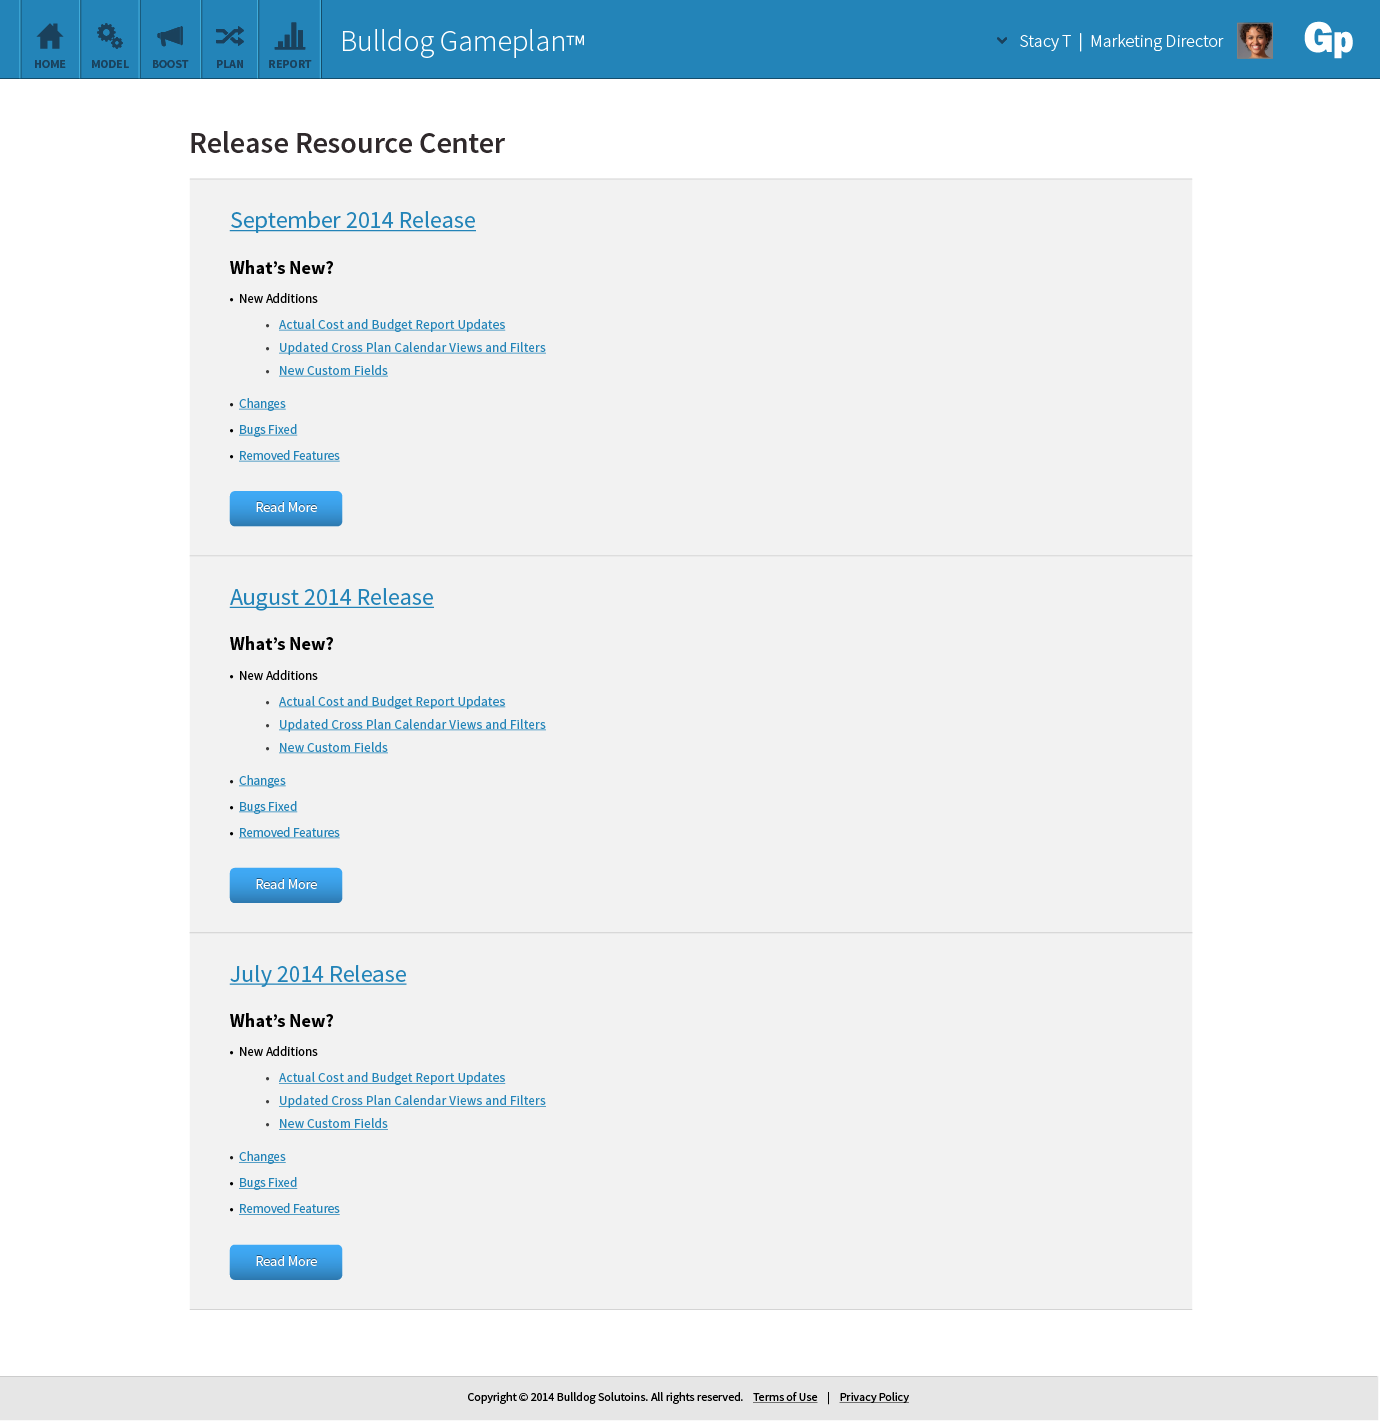 HOME MODEL BOOST PLAN REPORT Bulldog Gameplan™ Stacy T | Marketing Director Gp
Release Resource Center
September 2014 Release
What's New?
• New Additions
• Actual Cost and Budget Report Updates
• Updated Cross Plan Calendar Views and Filters
• New Custom Fields
• Changes
• Bugs Fixed
• Removed Features
Read More
August 2014 Release
What's New?
• New Additions
• Actual Cost and Budget Report Updates
• Updated Cross Plan Calendar Views and Filters
• New Custom Fields
• Changes
• Bugs Fixed
• Removed Features
Read More
July 2014 Release
What's New?
• New Additions
• Actual Cost and Budget Report Updates
• Updated Cross Plan Calendar Views and Filters
• New Custom Fields
• Changes
• Bugs Fixed
• Removed Features
Read More
Copyright © 2014 Bulldog Solutoins. All rights reserved. Terms of Use | Privacy Policy